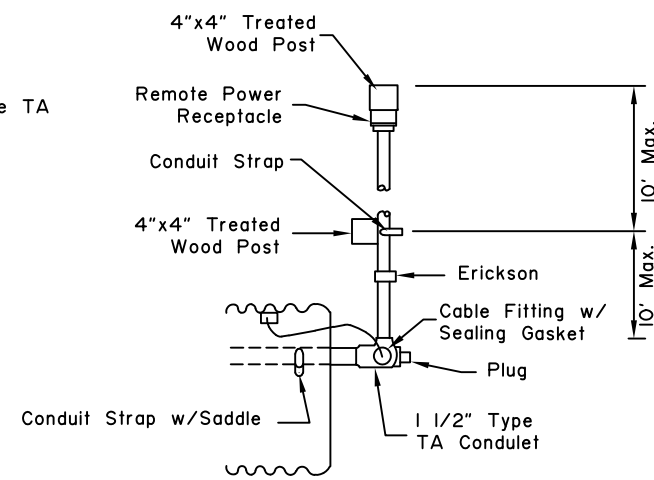 4"x4" Treated
Wood Post
e TA
Remote Power
Receptacle
Conduit Strap
10' Max.
4"x4" Treated
Wood Post
10' Max.
Erickson
Cable Fitting w/
Sealing Gasket
Plug
Conduit Strap w/Saddle
1 1/2" Type
TA Condulet